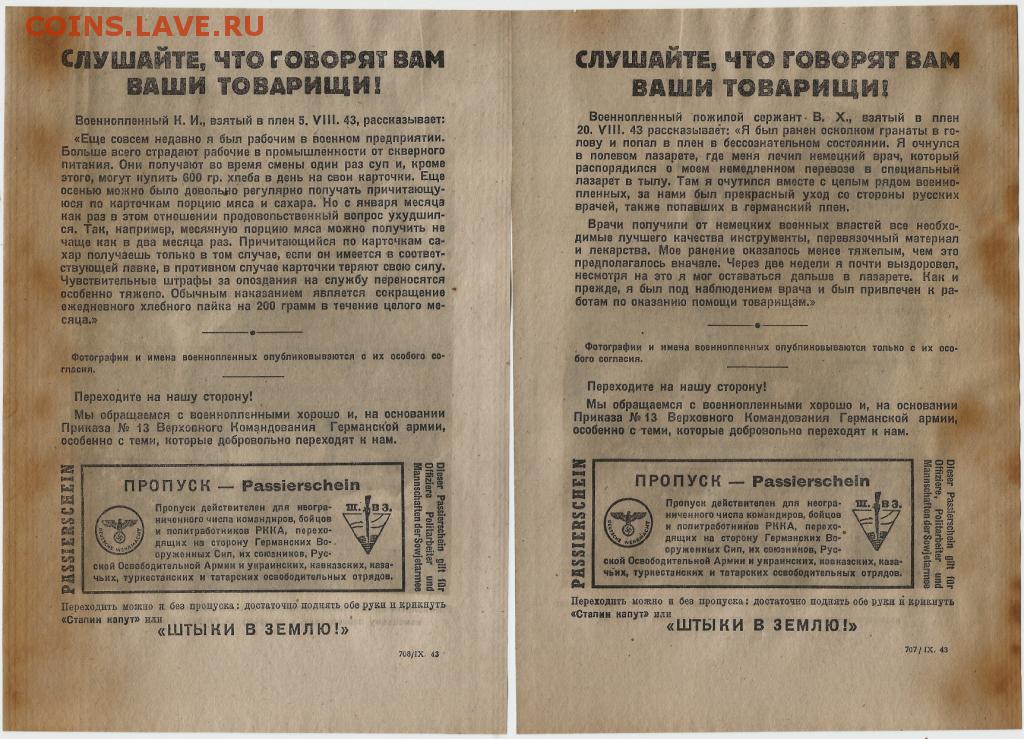 COINS.LAVE.RU
СЛУШАЙТЕ, ЧТО ГОВОРЯТ ВАМ
ВАШИ ТОВАРИЩИ!
Военнопленный К. И., взятый в плен 5. VIII. 43, рассказывает:
«Еще совсем недавно я был рабочим в военном предприятии.
Больше всего страдают рабочие в промышленности от скверного
питания. Они получают во время смены один раз суп и, кроме
этого, могут купить 600 гр. хлеба в день на свои карточки. Еще
осенью можно было довольно регулярно получать причитающу-
юся по карточкам порцию мяса и сахара. Но с января месяца
как раз в этом отношении продовольственный вопрос ухудшил-
ся. Так, например, месячную порцию мяса можно получить не
чаще как в два месяца раз. Причитающийся по карточкам са-
хар получаешь только в том случае, если он имеется в соответ-
ствующей лавке, в противном случае карточки теряют свою силу.
Чувствительные штрафы за опоздания на службу переносятся
особенно тяжело. Обычным наказанием является сокращение
ежедневного хлебного пайка на 200 грамм в течение целого ме-
сяца.»
Фотографии и имена военнопленных опубликовываются с их особого со-
гласия.
Переходите на нашу сторону!
Мы обращаемся с военнопленными хорошо и, на основании
Приказа № 13 Верховного Командования Германской армии,
особенно с теми, которые добровольно переходят к нам.
PASSIERSCHEIN
ПРОПУСК — Passierschein
Пропуск действителен для неогра-
ниченного числа командиров, бойцов
и политработников РККА, перехо-
дящих на сторону Германских Во-
оруженных Сил, их союзников, Рус-
ской Освободительной Армии и украинских, кавказских, каза-
чьих, туркестанских и татарских освободительных отрядов.
DEUTSCHE WEHRMACHT
Ш. В З.
Dieser Passierschein gilt für
Offiziere, Politarbeiter und
Mannschaften der Sowjetarmee
Переходить можно и без пропуска: достаточно поднять обе руки и крикнуть
«Сталин капут» или
«ШТЫКИ В ЗЕМЛЮ!»
708/IX. 43
СЛУШАЙТЕ, ЧТО ГОВОРЯТ ВАМ
ВАШИ ТОВАРИЩИ!
Военнопленный пожилой сержант В. Х., взятый в плен
20. VIII. 43 рассказывает: «Я был ранен осколком гранаты в го-
лову и попал в плен в бессознательном состоянии. Я очнулся
в полевом лазарете, где меня лечил немецкий врач, который
распорядился о моем немедленном перевозе в специальный
лазарет в тылу. Там я очутился вместе с целым рядом военно-
пленных, за нами был прекрасный уход со стороны русских
врачей, также попавших в германский плен.
Врачи получили от немецких военных властей все необхо-
димые лучшего качества инструменты, перевязочный материал
и лекарства. Мое ранение оказалось менее тяжелым, чем это
предполагалось вначале. Через две недели я почти выздоровел,
несмотря на это я мог оставаться дальше в лазарете. Как и
прежде, я был под наблюдением врача и был привлечен к ра-
ботам по оказанию помощи товарищам.»
Фотографии и имена военнопленных опубликовываются только с их осо-
бого согласия.
Переходите на нашу сторону!
Мы обращаемся с военнопленными хорошо и, на основании
Приказа № 13 Верховного Командования Германской армии,
особенно с теми, которые добровольно переходят к нам.
PASSIERSCHEIN
ПРОПУСК — Passierschein
Пропуск действителен для неогра-
ниченного числа командиров, бойцов
и политработников РККА, перехо-
дящих на сторону Германских Во-
оруженных Сил, их союзников, Рус-
ской Освободительной Армии и украинских, кавказских, каза-
чьих, туркестанских и татарских освободительных отрядов.
DEUTSCHE WEHRMACHT
Ш. В З.
Dieser Passierschein gilt für
Offiziere, Politarbeiter und
Mannschaften der Sowjetarmee
Переходить можно и без пропуска: достаточно поднять обе руки и крикнуть
«Сталин капут» или
«ШТЫКИ В ЗЕМЛЮ!»
707/IX. 43